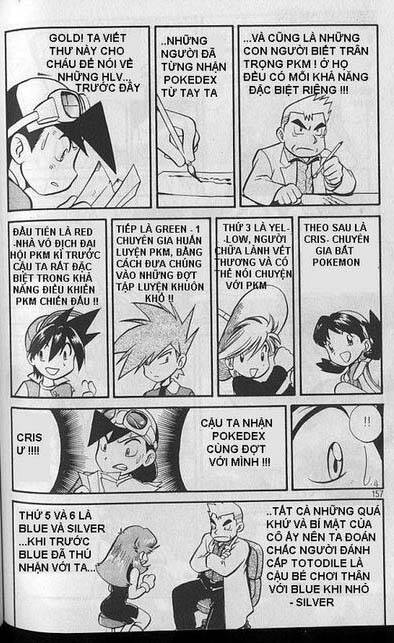 GOLD! TA VIẾT
THƯ NÀY CHO
CHÁU ĐỂ NÓI VỀ
NHỮNG HLV...
TRƯỚC ĐÂY
..NHỮNG
NGƯỜI ĐÃ
TỪNG NHẬN
POKEDEX
TỪ TAY TA
...VÀ CŨNG LÀ NHỮNG
CON NGƯỜI BIẾT TRÂN
TRỌNG PKM ! Ở HỌ
ĐỀU CÓ MỖI KHẢ NĂNG
ĐẶC BIỆT RIÊNG !!!
ĐẦU TIÊN LÀ RED
-NHÀ VÔ ĐỊCH ĐẠI
HỘI PKM KÌ TRƯỚC
CẬU TA RẤT ĐẶC
BIỆT TRONG KHẢ
NĂNG ĐIỀU KHIỂN
PKM CHIẾN ĐẤU !!
TIẾP LÀ GREEN - 1
CHUYÊN GIA HUẤN
LUYỆN PKM, BẰNG
CÁCH ĐƯA CHÚNG
VÀO NHỮNG ĐỢT
TẬP LUYỆN KHUÔN
KHỔ !!
THỨ 3 LÀ YEL-
-LOW, NGƯỜI
CHỮA LÀNH VẾT
THƯƠNG VÀ CÓ
THỂ NÓI CHUYỆN
VỚI PKM
THEO SAU LÀ
CRIS- CHUYÊN
GIA BẮT
POKEMON
CRIS
Ư !!!!
CẬU TA NHẬN
POKEDEX
CÙNG ĐỢT
VỚI MÌNH !!!
!!
157
THỨ 5 VÀ 6 LÀ
BLUE VÀ SILVER
...KHI TRƯỚC
BLUE ĐÃ THÚ
NHẬN VỚI TA...
..TẤT CẢ NHỮNG QUÁ
KHỨ VÀ BÍ MẬT CỦA
CÔ ẤY NÊN TA ĐOÁN
CHẮC NGƯỜI ĐÁNH
CẮP TOTODILE LÀ
CẬU BÉ CHƠI THÂN
VỚI BLUE KHI NHỎ
- SILVER